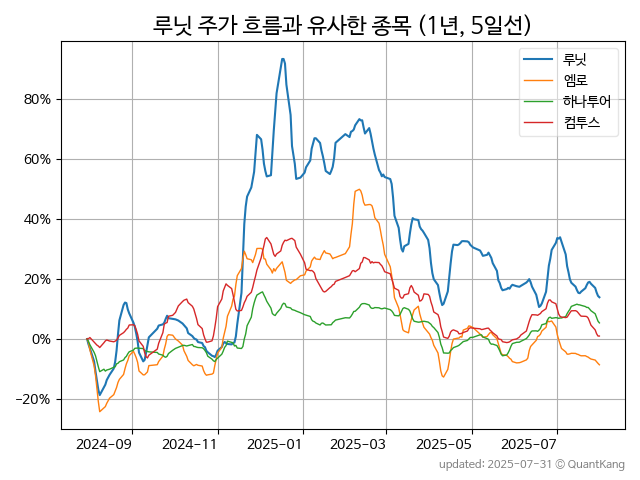 루닛 주가 흐름과 유사한 종목 (1년, 5일선)
루닛
엠로
하나투어
컴투스
80%
60%
40%
20%
0%
−20%
2024-09
2024-11
2025-01
2025-03
2025-05
2025-07
updated: 2025-07-31 © QuantKang